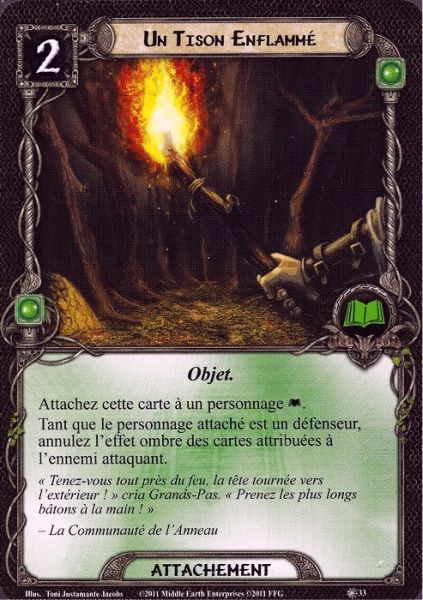 2
Un Tison Enflammé
Objet.
Attachez cette carte à un personnage .
Tant que le personnage attaché est un défenseur,
annulez l'effet ombre des cartes attribuées à
l'ennemi attaquant.
« Tenez-vous tout près du feu, la tête tournée vers
l'extérieur ! » cria Grands-Pas. « Prenez les plus longs
bâtons à la main ! »
– La Communauté de l'Anneau
ATTACHEMENT
Illus. Toni Justamante Jacobs ©2011 Middle Earth Enterprises ©2011 FFG 33